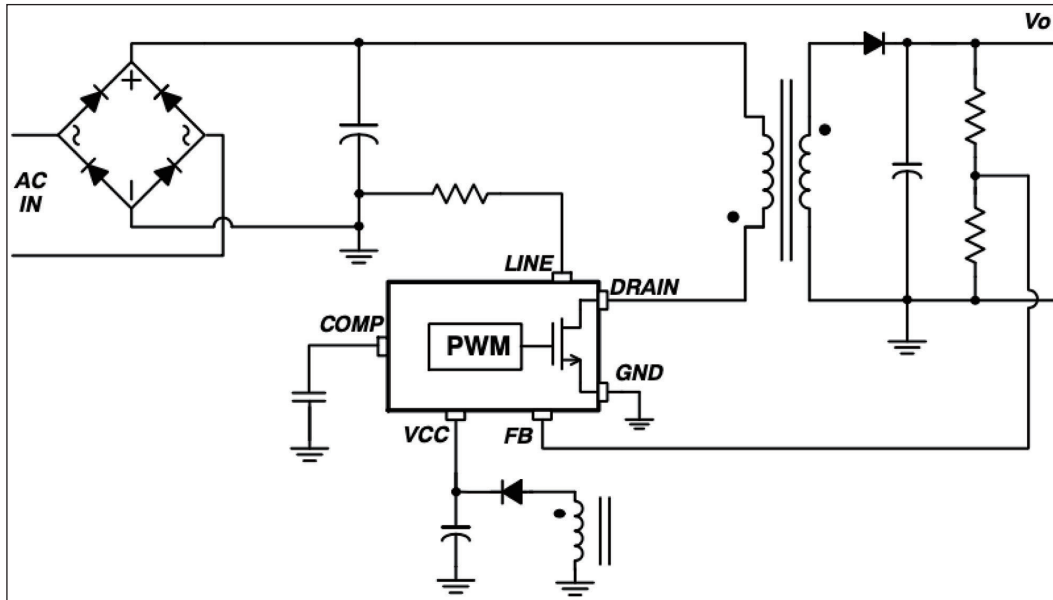 Vo
AC
IN
LINE
DRAIN
COMP
PWM
GND
VCC
FB